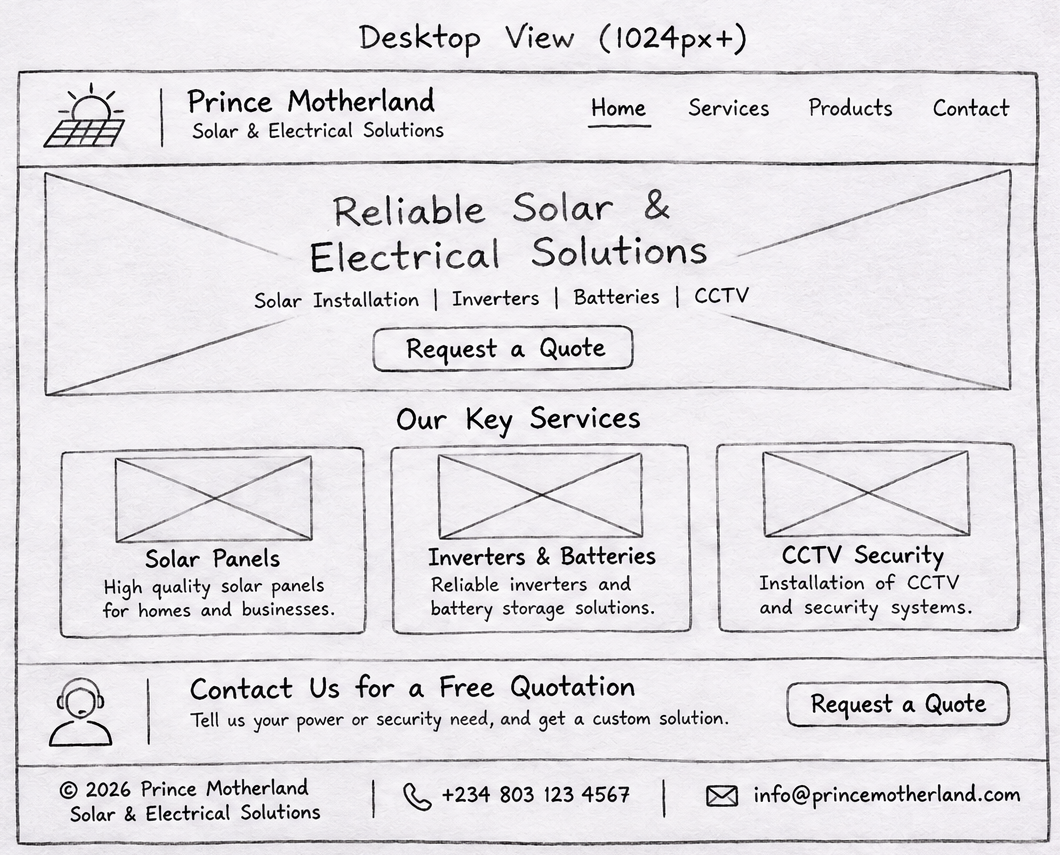 Desktop View (1024px+)
Prince Motherland
Solar & Electrical Solutions
Home Services Products Contact
Reliable Solar &
Electrical Solutions
Solar Installation | Inverters | Batteries | CCTV
Request a Quote
Our Key Services
Solar Panels
High quality solar panels
for homes and businesses.
Inverters & Batteries
Reliable inverters and
battery storage solutions.
CCTV Security
Installation of CCTV
and security systems.
Contact Us for a Free Quotation
Tell us your power or security need, and get a custom solution.
Request a Quote
© 2026 Prince Motherland
Solar & Electrical Solutions
+234 803 123 4567
info@princemotherland.com